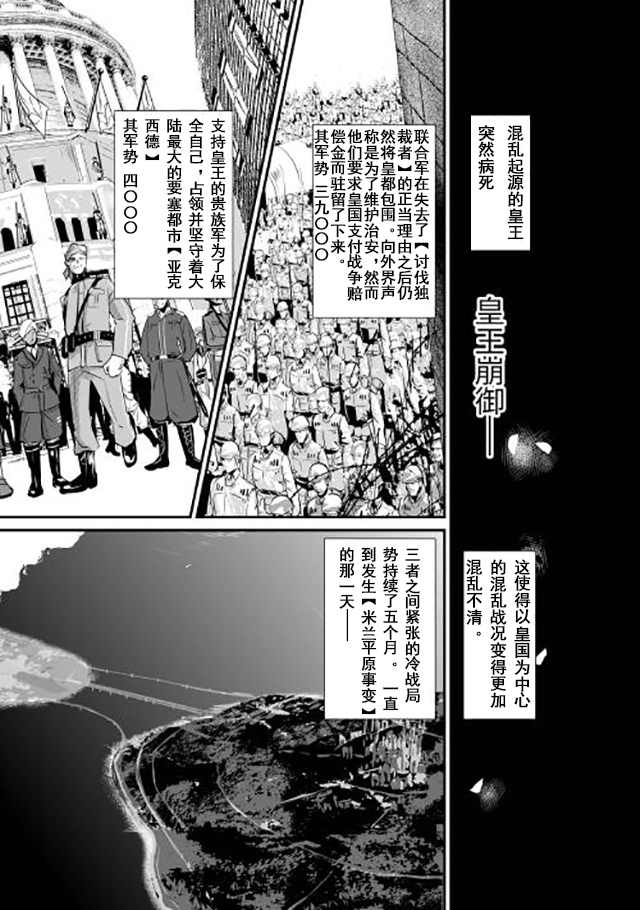 混乱起源的皇王
突然病死
皇王崩御──
这使得以皇国为中心
的混乱战况变得更加
混乱不清。
联合军在失去了【讨伐独
裁者】的正当理由之后仍
然将皇都包围。向外界声
称是为了维护治安，然而
他们要求皇国支付战争赔
偿金而驻留了下来。
其军势 三九〇〇〇
支持皇王的贵族军为了保
全自己，占领并坚守着大
陆最大的要塞都市【亚克
西德】
其军势 四〇〇〇
三者之间紧张的冷战局
势持续了五个月。一直
到发生【米兰平原事变】
的那一天──